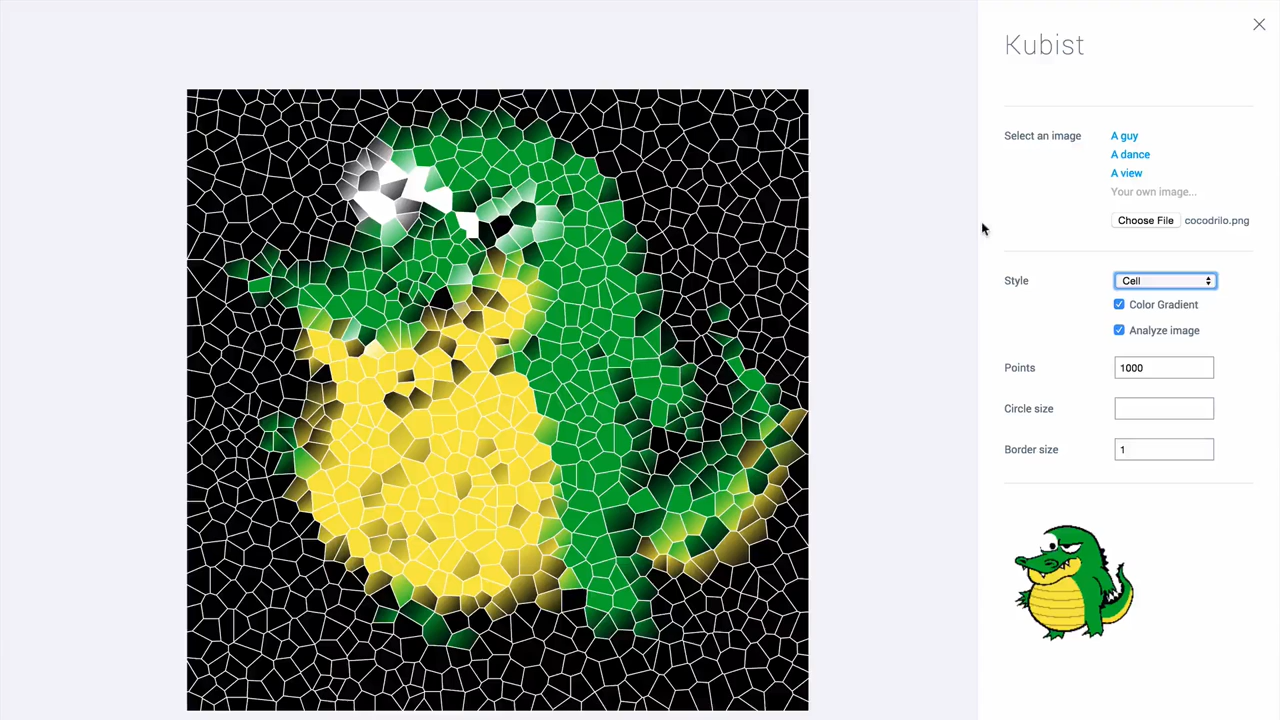 Kubist
Select an image
A guy
A dance
A view
Your own image...
Choose File cocodrilo.png
Style
Cell
Color Gradient
Analyze image
Points
1000
Circle size
Border size
1